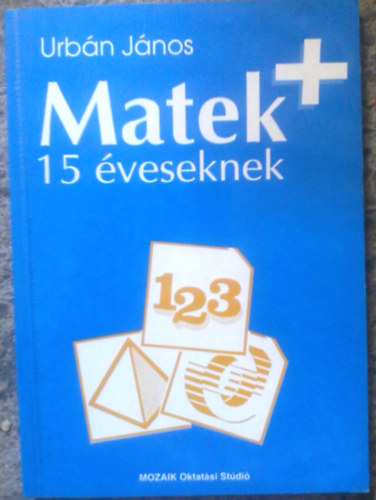 Urbán János
Matek+
15 éveseknek
123
MOZAIK Oktatási Stúdió